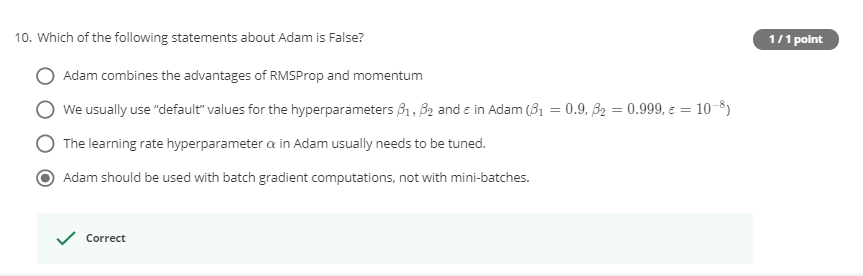 10. Which of the following statements about Adam is False?
1 / 1 point
Adam combines the advantages of RMSProp and momentum
We usually use “default” values for the hyperparameters β₁, β₂ and ε in Adam (β₁ = 0.9, β₂ = 0.999, ε = 10⁻⁸)
The learning rate hyperparameter α in Adam usually needs to be tuned.
Adam should be used with batch gradient computations, not with mini-batches.
Correct